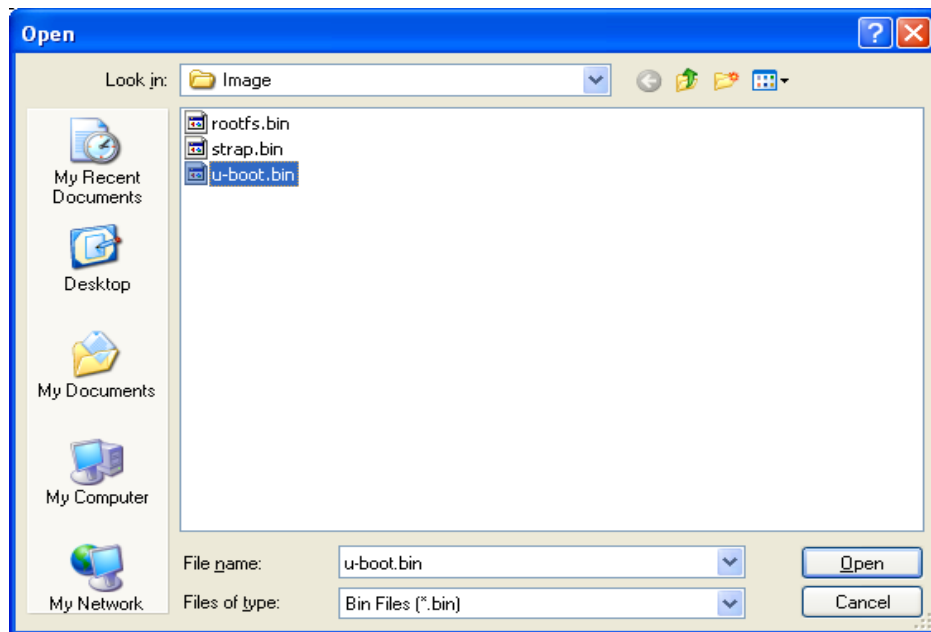 Open
Look in:
Image
rootfs.bin
strap.bin
u-boot.bin
My Recent
Documents
Desktop
My Documents
My Computer
My Network
File name:
u-boot.bin
Open
Files of type:
Bin Files (*.bin)
Cancel